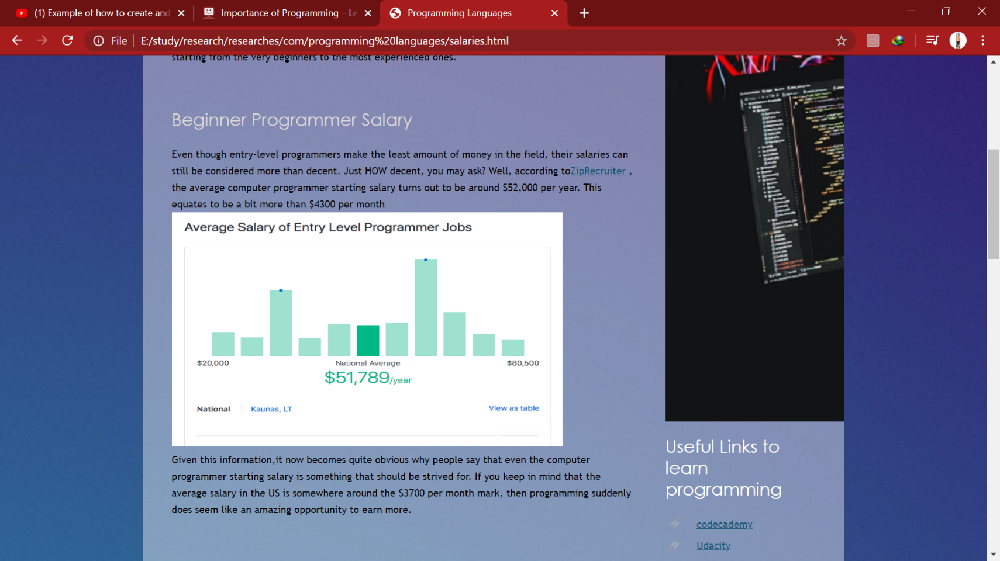 (1) Example of how to create and
Importance of Programming – Le
Programming Languages
File
E:/study/research/researches/com/programming%20languages/salaries.html
starting from the very beginners to the most experienced ones.
Beginner Programmer Salary
Even though entry-level programmers make the least amount of money in the field, their salaries can
still be considered more than decent. Just HOW decent, you may ask? Well, according toZipRecruiter ,
the average computer programmer starting salary turns out to be around $52,000 per year. This
equates to be a bit more than $4300 per month
Average Salary of Entry Level Programmer Jobs
$20,000
National Average
$80,500
$51,789/year
National
Kaunas, LT
View as table
Given this information,it now becomes quite obvious why people say that even the computer
programmer starting salary is something that should be strived for. If you keep in mind that the
average salary in the US is somewhere around the $3700 per month mark, then programming suddenly
does seem like an amazing opportunity to earn more.
Useful Links to
learn
programming
codecademy
Udacity